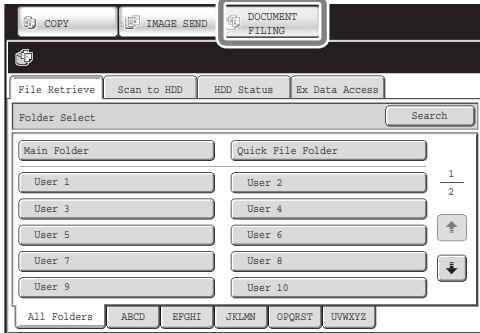 COPY
IMAGE SEND
DOCUMENT
FILING
File Retrieve
Scan to HDD
HDD Status
Ex Data Access
Folder Select
Search
Main Folder
Quick File Folder
User 1
User 2
1
2
User 3
User 4
User 5
User 6
User 7
User 8
User 9
User 10
All Folders
ABCD
EFGHI
JKLMN
OPQRST
UVWXYZ